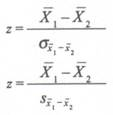 z = (X̄₁ − X̄₂) / σ_{x̄₁−x̄₂}
z = (X̄₁ − X̄₂) / s_{x̄₁−x̄₂}